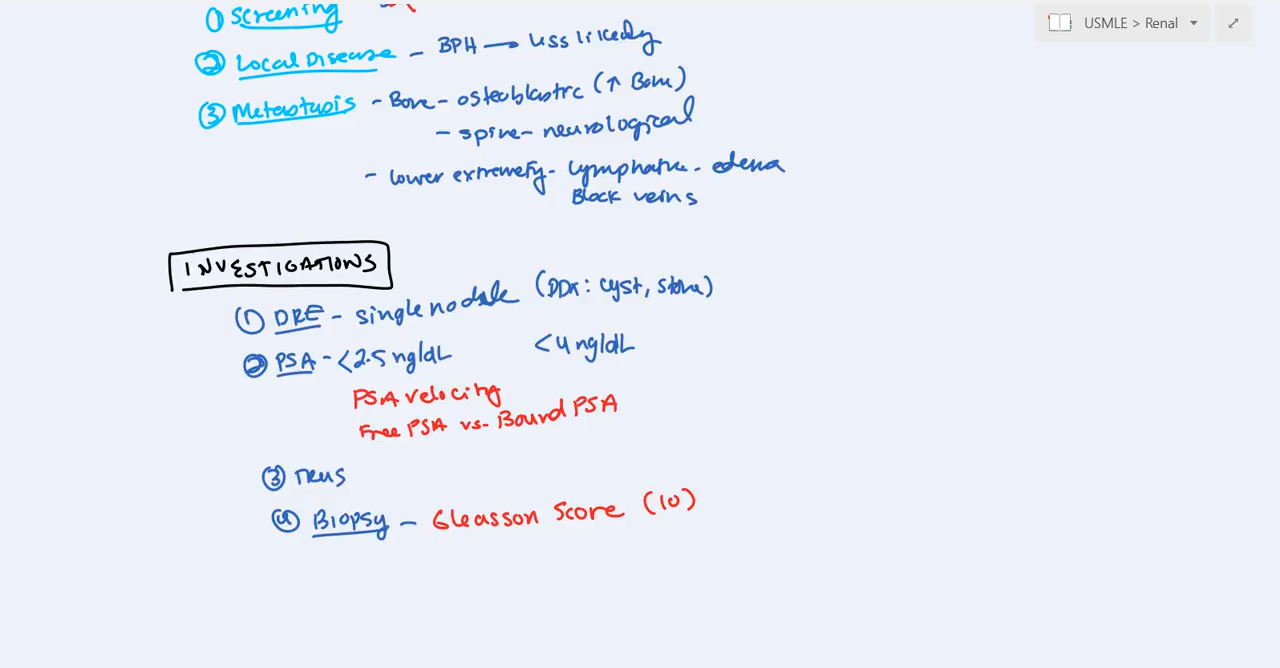 USMLE > Renal
① Screening
② Local Disease - BPH → less likely
③ Metastasis - Bone - osteoblastic (↑ Bone)
- spine - neurological
- lower extremity - lymphatic - edema
Block veins
INVESTIGATIONS
① DRE - single nodule (DDx: cyst, stone)
② PSA - <2.5 ng/dL <4 ng/dL
PSA velocity
Free PSA vs. Bound PSA
③ TRUS
④ Biopsy - Gleasson Score (10)